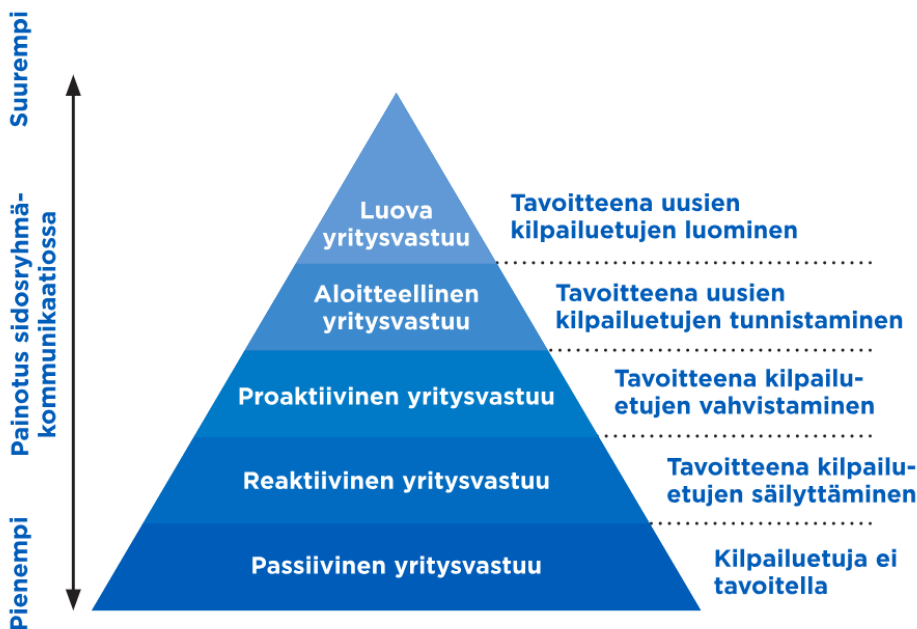 Suurempi
Painotus sidosryhmä-
kommunikaatiossa
Pienempi
Luova
yritysvastuu
Tavoitteena uusien
kilpailuetujen luominen
Aloitteellinen
yritysvastuu
Tavoitteena uusien
kilpailuetujen tunnistaminen
Proaktiivinen yritysvastuu
Tavoitteena kilpailu-
etujen vahvistaminen
Reaktiivinen yritysvastuu
Tavoitteena kilpailu-
etujen säilyttäminen
Passiivinen yritysvastuu
Kilpailuetuja ei
tavoitella